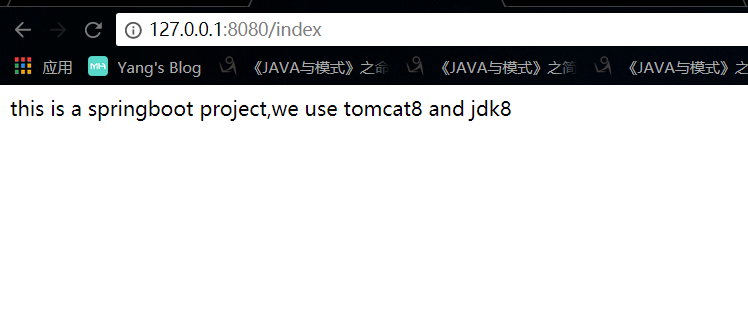 127.0.0.1:8080/index
应用 Yang's Blog 《JAVA与模式》之命 《JAVA与模式》之简 《JAVA与模式》之
this is a springboot project,we use tomcat8 and jdk8